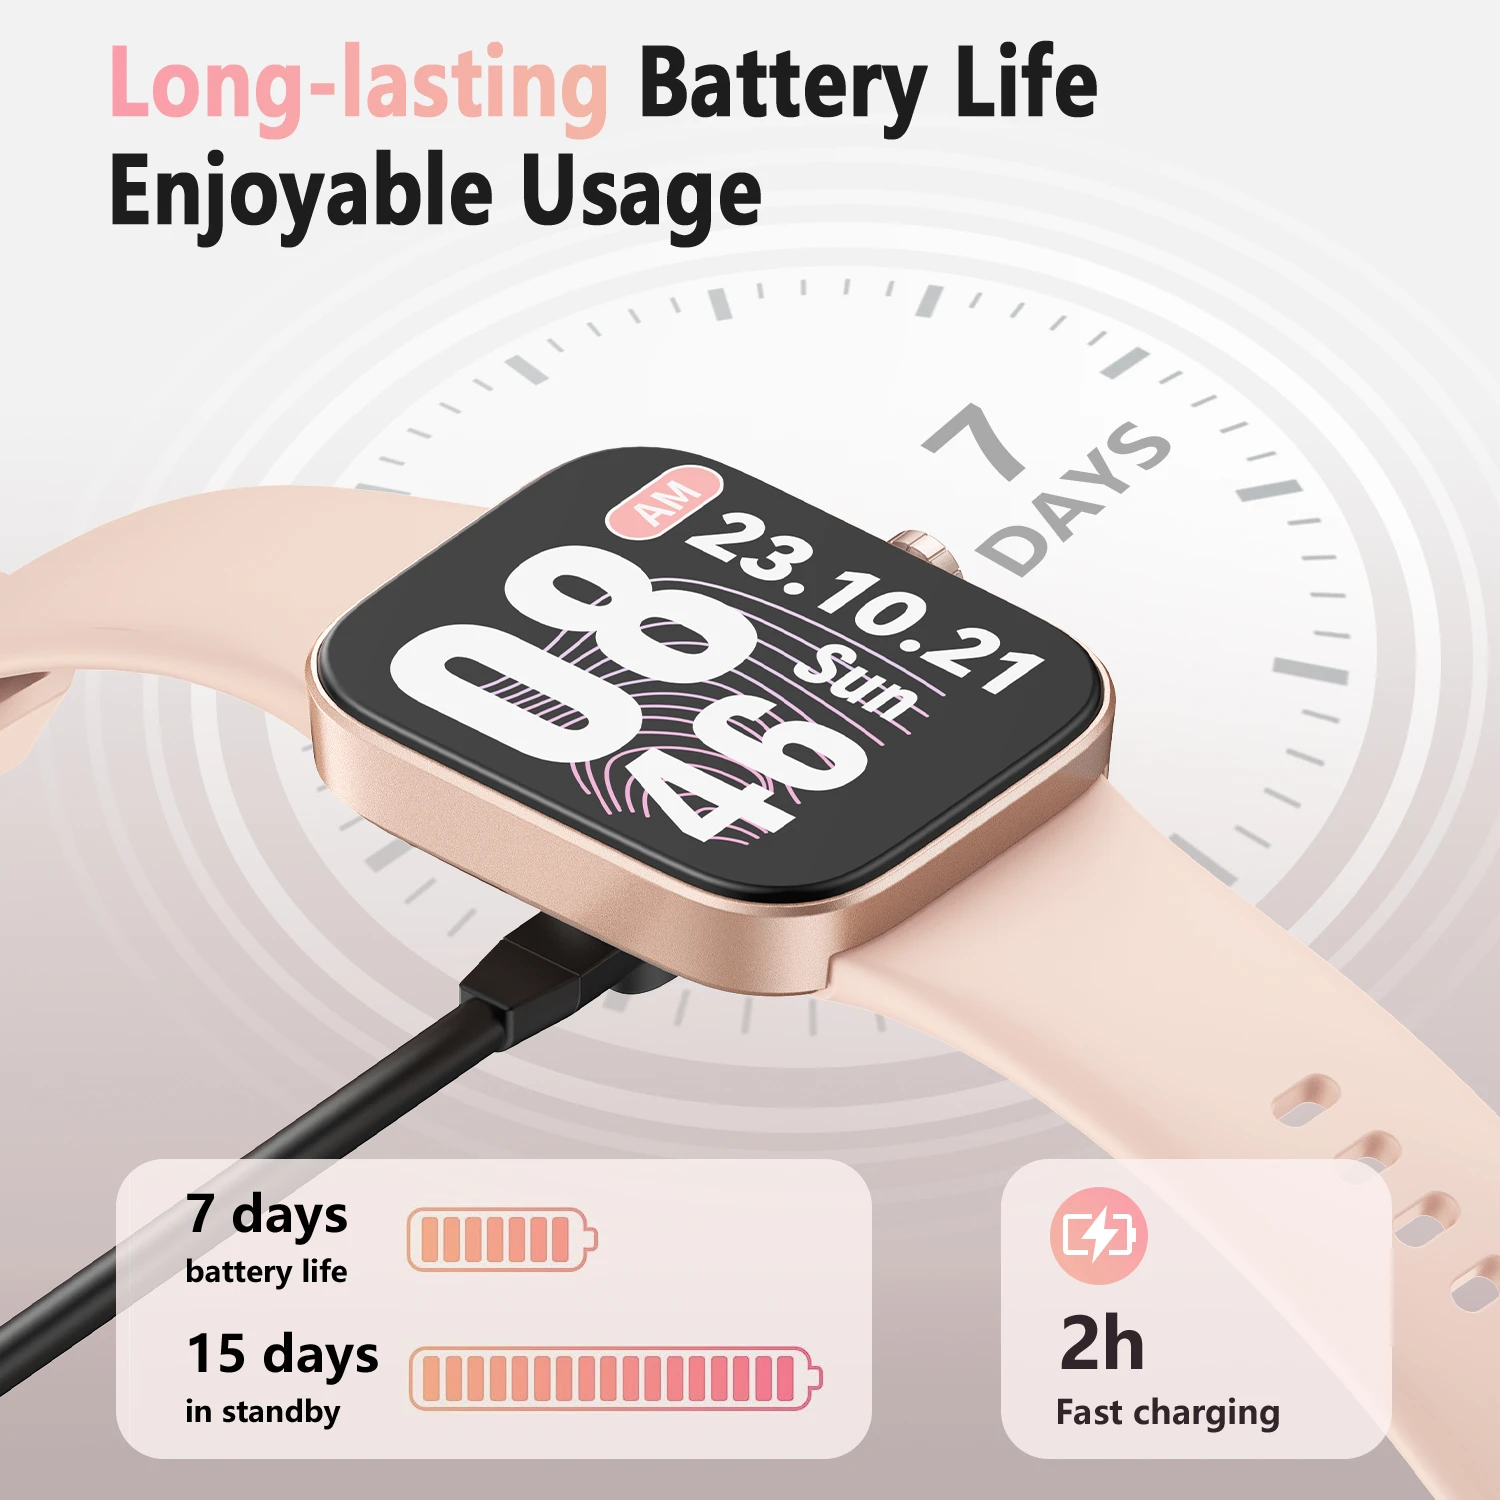 Long-lasting Battery Life
Enjoyable Usage
7
DAYS
AM
23.10.21
08
Sun
46
7 days
battery life
15 days
in standby
2h
Fast charging